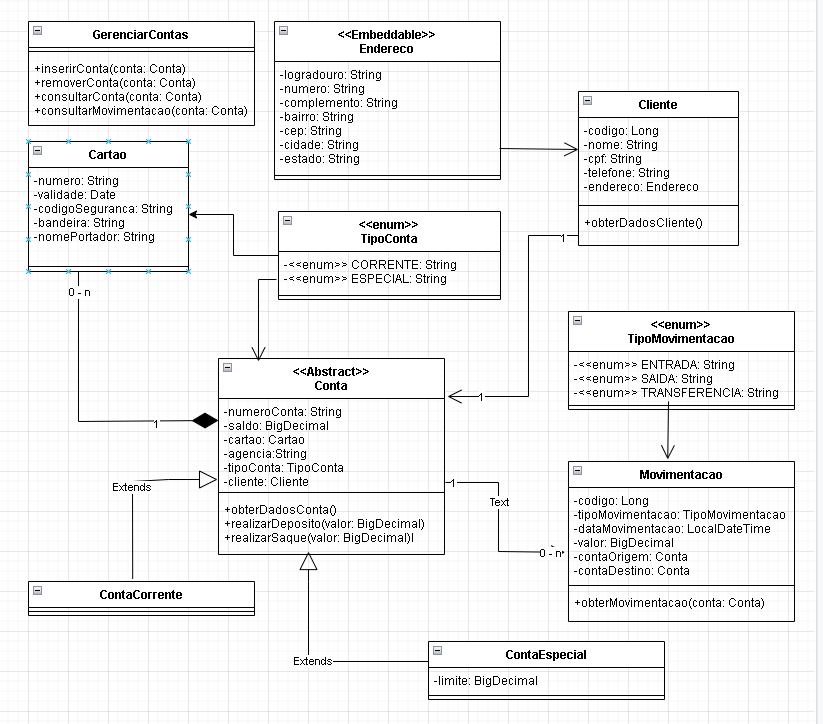 GerenciarContas
+inserirConta(conta: Conta)
+removerConta(conta: Conta)
+consultarConta(conta: Conta)
+consultarMovimentacao(conta: Conta)
<<Embeddable>>
Endereco
-logradouro: String
-numero: String
-complemento: String
-bairro: String
-cep: String
-cidade: String
-estado: String
Cliente
-codigo: Long
-nome: String
-cpf: String
-telefone: String
-endereco: Endereco
+obterDadosCliente()
Cartao
-numero: String
-validade: Date
-codigoSeguranca: String
-bandeira: String
-nomePortador: String
<<enum>>
TipoConta
-<<enum>> CORRENTE: String
-<<enum>> ESPECIAL: String
1
0 - n
<<enum>>
TipoMovimentacao
-<<enum>> ENTRADA: String
-<<enum>> SAIDA: String
-<<enum>> TRANSFERENCIA: String
<<Abstract>>
Conta
-numeroConta: String
-saldo: BigDecimal
-cartao: Cartao
-agencia:String
-tipoConta: TipoConta
-cliente: Cliente
+obterDadosConta()
+realizarDeposito(valor: BigDecimal)
+realizarSaque(valor: BigDecimal)l
1
1
1
Text
0 - n
Extends
Movimentacao
-codigo: Long
-tipoMovimentacao: TipoMovimentacao
-dataMovimentacao: LocalDateTime
-valor: BigDecimal
-contaOrigem: Conta
-contaDestino: Conta
+obterMovimentacao(conta: Conta)
ContaCorrente
Extends
ContaEspecial
-limite: BigDecimal